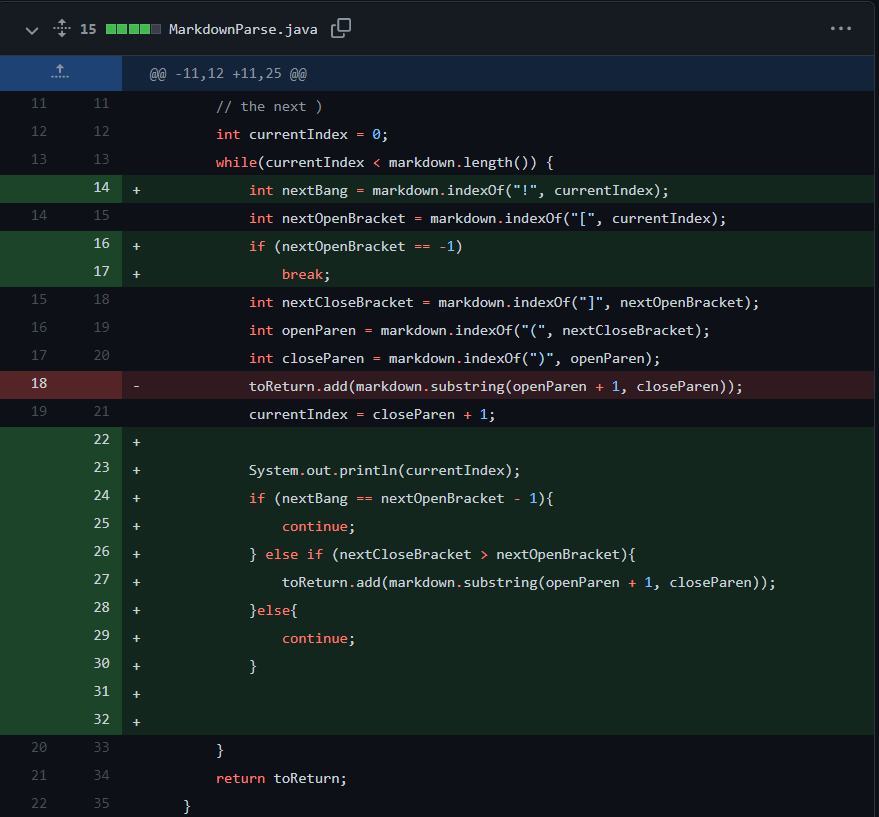 15 MarkdownParse.java
@@ -11,12 +11,25 @@
11 11 // the next )
12 12 int currentIndex = 0;
13 13 while(currentIndex < markdown.length()) {
14 + int nextBang = markdown.indexOf("!", currentIndex);
14 15 int nextOpenBracket = markdown.indexOf("[", currentIndex);
16 + if (nextOpenBracket == -1)
17 + break;
15 18 int nextCloseBracket = markdown.indexOf("]", nextOpenBracket);
16 19 int openParen = markdown.indexOf("(", nextCloseBracket);
17 20 int closeParen = markdown.indexOf(")", openParen);
18 - toReturn.add(markdown.substring(openParen + 1, closeParen));
19 21 currentIndex = closeParen + 1;
22 +
23 + System.out.println(currentIndex);
24 + if (nextBang == nextOpenBracket - 1){
25 + continue;
26 + } else if (nextCloseBracket > nextOpenBracket){
27 + toReturn.add(markdown.substring(openParen + 1, closeParen));
28 + }else{
29 + continue;
30 + }
31 +
32 +
20 33 }
21 34 return toReturn;
22 35 }